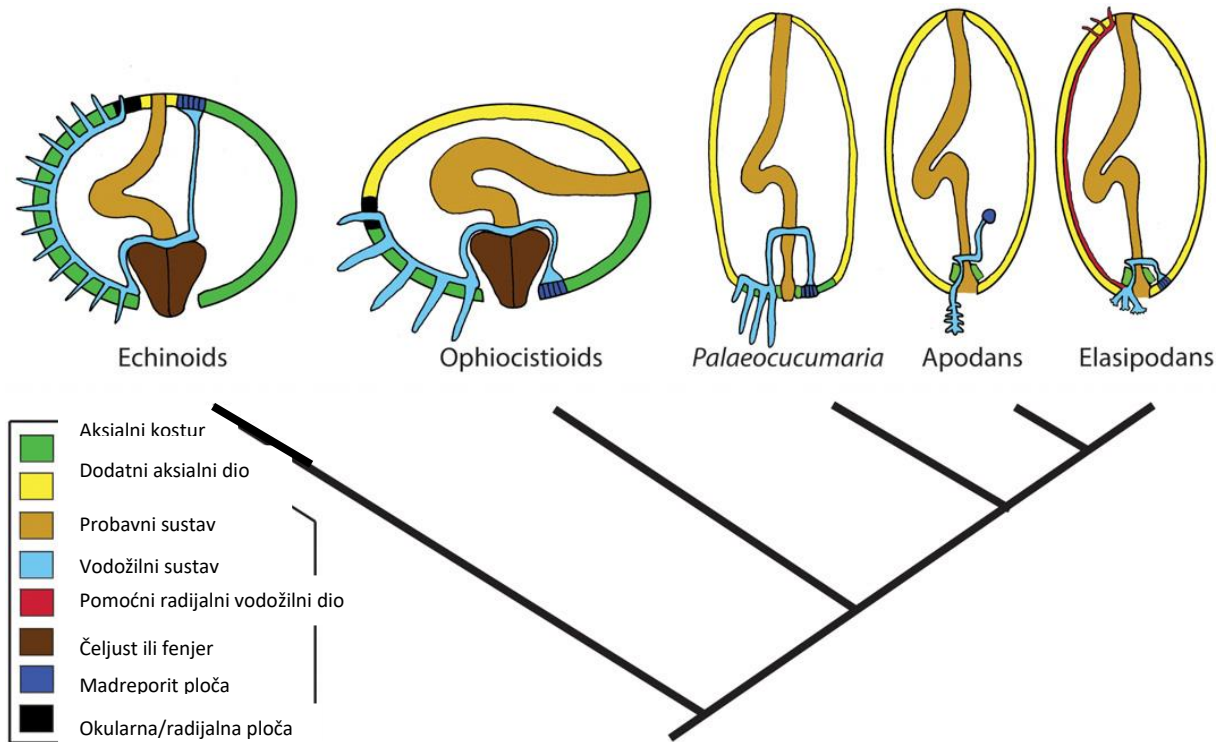 Echinoids
Ophiocistioids
Palaeocucumaria
Apodans
Elasipodans
Aksialni kostur
Dodatni aksialni dio
Probavni sustav
Vodožilni sustav
Pomoćni radijalni vodožilni dio
Čeljust ili fenjer
Madreporit ploča
Okularna/radijalna ploča